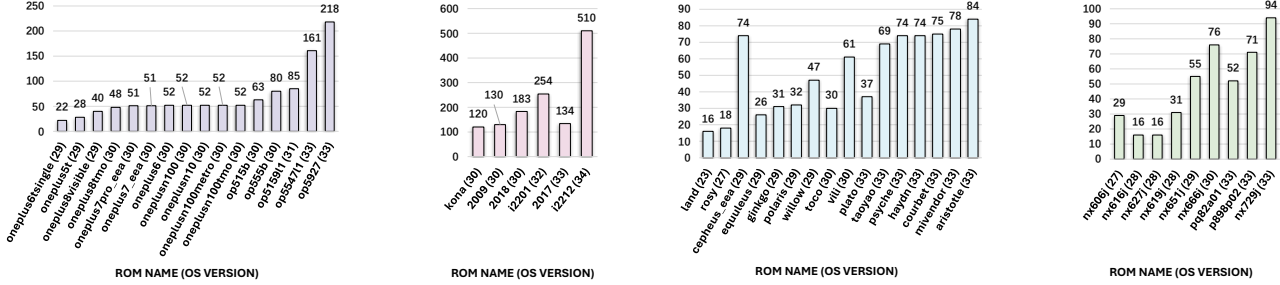 250
200
150
100
50
0
22
28
40
48
51
51
52
52
52
52
52
63
80
85
161
218
oneplus6tsingle (29)
oneplus5t (29)
oneplus8visible (29)
oneplus8tmo (30)
oneplus7pro_eea (30)
oneplus7_eea (30)
oneplus6 (30)
oneplusn100 (30)
oneplusn10 (30)
oneplusn100metro (30)
oneplusn100tmo (30)
op515b (30)
op555b (30)
op5159l1 (31)
op5547l1 (33)
op5927 (33)
ROM NAME (OS VERSION)
600
500
400
300
200
100
0
120
130
183
254
134
510
kona (30)
2009 (30)
2018 (30)
i2201 (32)
2017 (33)
i2212 (34)
ROM NAME (OS VERSION)
90
80
70
60
50
40
30
20
10
0
16
18
74
26
31
32
47
30
61
37
69
74
74
75
78
84
land (23)
rosy (27)
cepheus_eea (29)
equuleus (29)
ginkgo (29)
polaris (29)
willow (29)
toco (30)
vili (30)
plato (33)
taoyao (33)
psyche (33)
haydn (33)
courbet (33)
mivendor (33)
aristotle (33)
ROM NAME (OS VERSION)
100
90
80
70
60
50
40
30
20
10
0
29
16
16
31
55
76
52
71
94
nx606j (27)
nx616j (28)
nx627j (28)
nx619j (28)
nx651j (29)
nx666j (30)
pq82a01 (33)
p898p02 (33)
nx729j (33)
ROM NAME (OS VERSION)